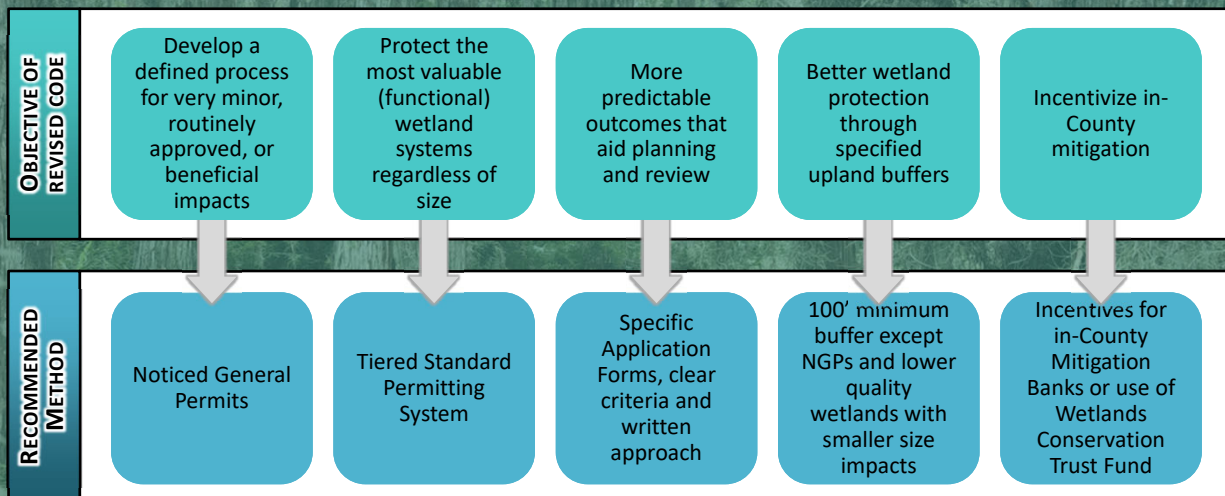 OBJECTIVE OF
REVISED CODE
Develop a
defined process
for very minor,
routinely
approved, or
beneficial
impacts
Protect the
most valuable
(functional)
wetland
systems
regardless of
size
More
predictable
outcomes that
aid planning
and review
Better wetland
protection
through
specified
upland buffers
Incentivize in-
County
mitigation
RECOMMENDED
METHOD
Noticed General
Permits
Tiered Standard
Permitting
System
Specific
Application
Forms, clear
criteria and
written
approach
100’ minimum
buffer except
NGPs and lower
quality
wetlands with
smaller size
impacts
Incentives for
in-County
Mitigation
Banks or use of
Wetlands
Conservation
Trust Fund